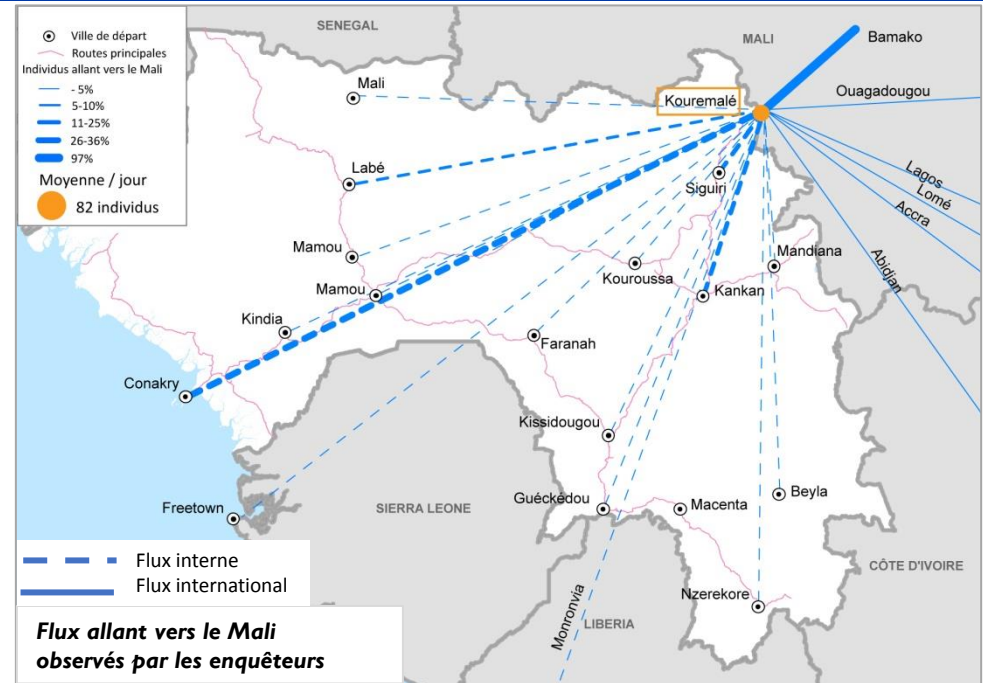 Ville de départ
Routes principales
Individus allant vers le Mali
- 5%
5-10%
11-25%
26-36%
97%
Moyenne / jour
82 individus
SENEGAL
MALI
Bamako
Ouagadougou
Mali
Kouremalé
Labé
Siguiri
Lagos
Lomé
Accra
Mamou
Kouroussa
Mandiana
Abidjan
Mamou
Kankan
Kindia
Faranah
Conakry
Kissidougou
Freetown
SIERRA LEONE
Guéckédou
Macenta
Beyla
CÔTE D'IVOIRE
Monronvia
LIBERIA
Nzerekore
Flux interne
Flux international
Flux allant vers le Mali
observés par les enquêteurs